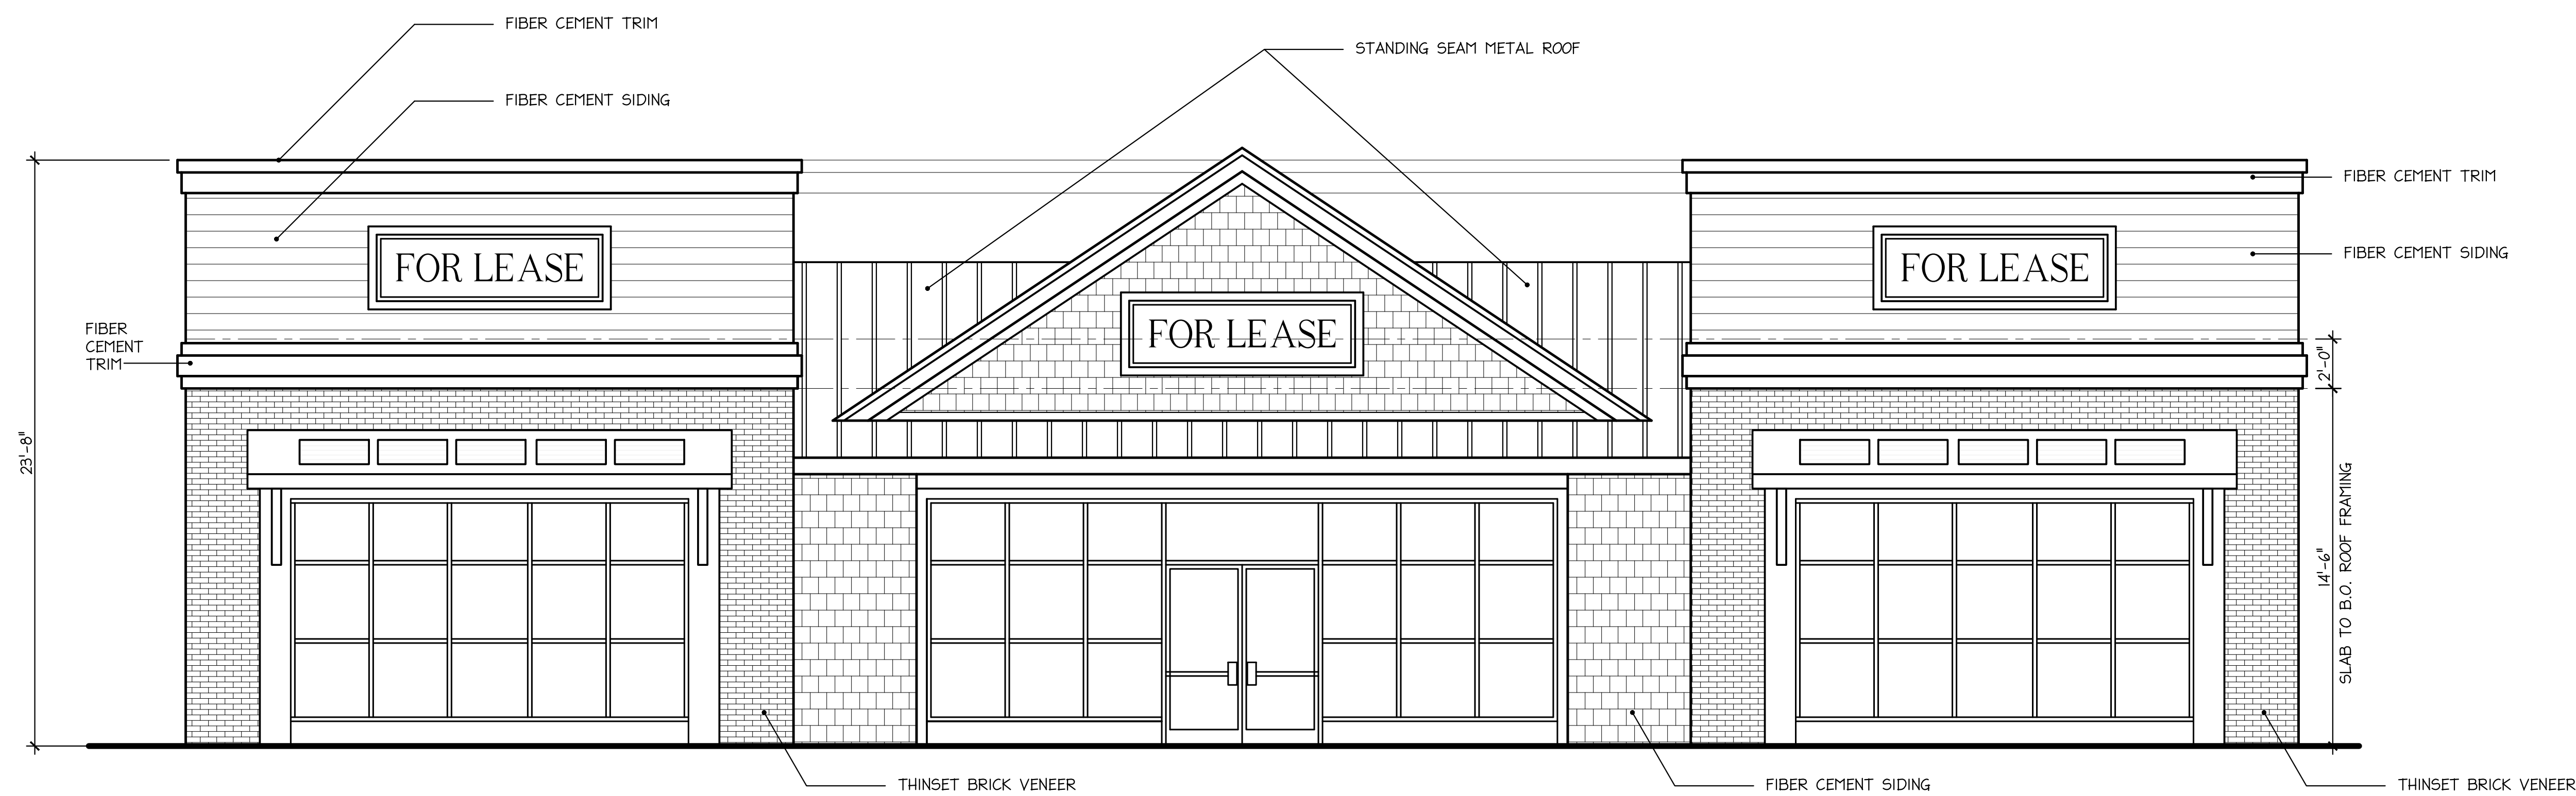 FIBER CEMENT TRIM
STANDING SEAM METAL ROOF
FIBER CEMENT SIDING
FIBER CEMENT TRIM
FIBER CEMENT SIDING
FOR LEASE
FOR LEASE
FOR LEASE
FIBER
CEMENT
TRIM
2'-0"
23'-8"
14'-6"
SLAB TO B.O. ROOF FRAMING
THINSET BRICK VENEER
FIBER CEMENT SIDING
THINSET BRICK VENEER